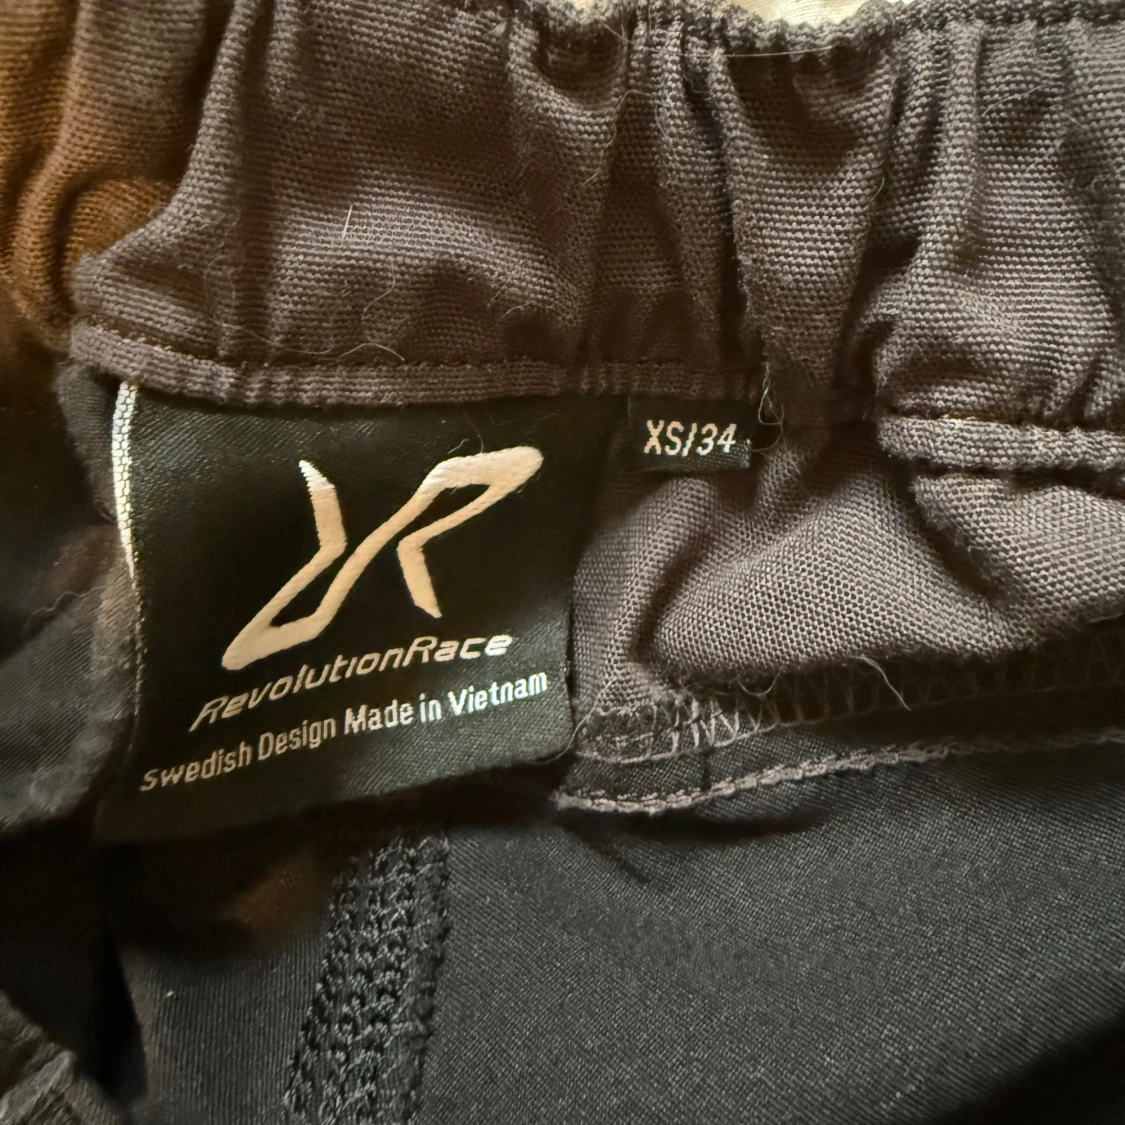 XS/34
RevolutionRace
Swedish Design Made in Vietnam